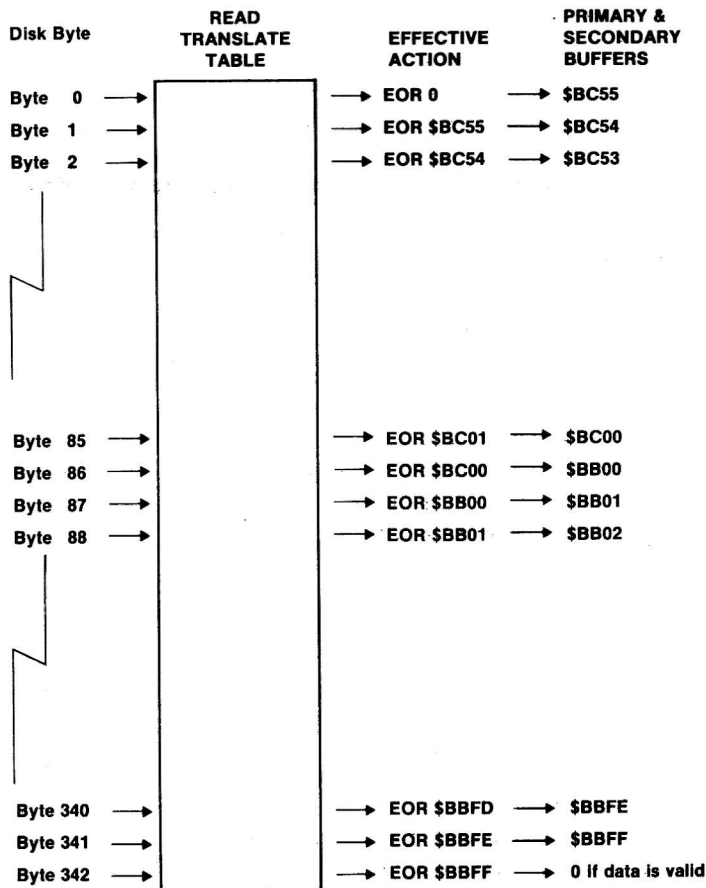 Disk Byte READ TRANSLATE TABLE EFFECTIVE ACTION PRIMARY & SECONDARY BUFFERS
Byte 0 → → EOR 0 → $BC55
Byte 1 → → EOR $BC55 → $BC54
Byte 2 → → EOR $BC54 → $BC53
Byte 85 → → EOR $BC01 → $BC00
Byte 86 → → EOR $BC00 → $BB00
Byte 87 → → EOR $BB00 → $BB01
Byte 88 → → EOR $BB01 → $BB02
Byte 340 → → EOR $BBFD → $BBFE
Byte 341 → → EOR $BBFE → $BBFF
Byte 342 → → EOR $BBFF → 0 if data is valid